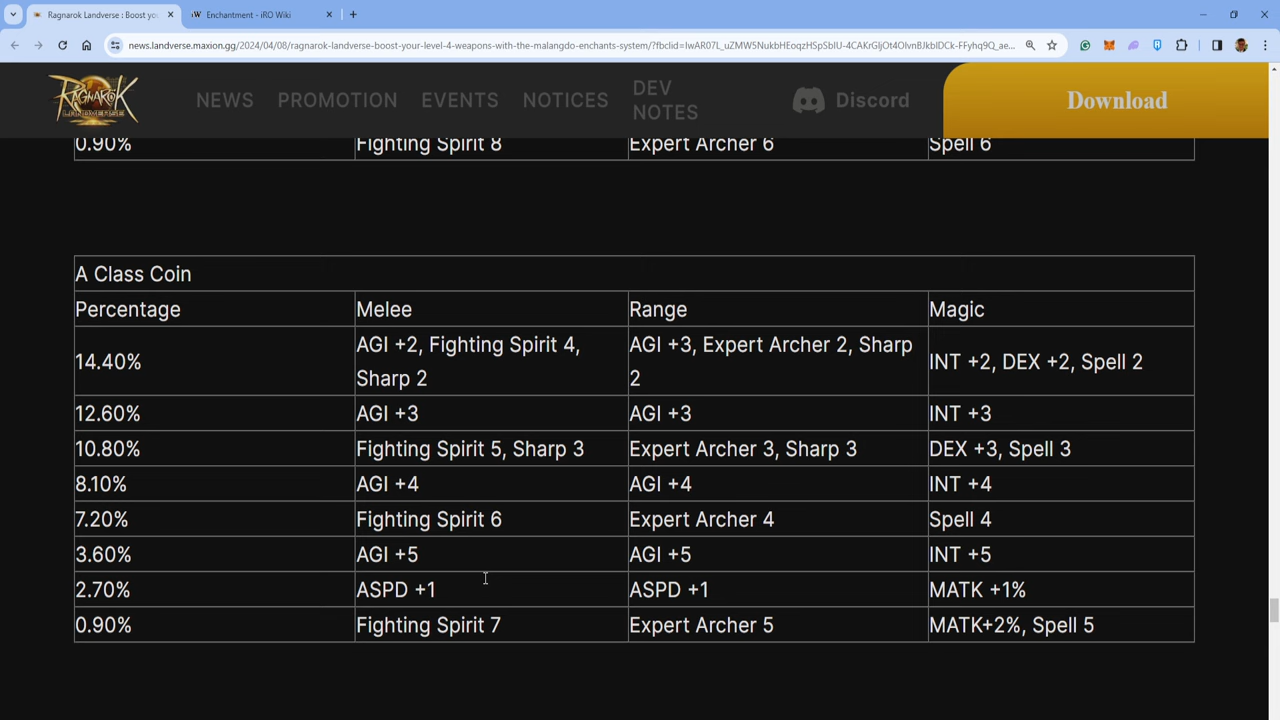 Ragnarok Landverse : Boost you
Enchantment - iRO Wiki
news.landverse.maxion.gg/2024/04/08/ragnarok-landverse-boost-your-level-4-weapons-with-the-malangdo-enchants-system/?fbclid=
RAGNAROK
LANDVERSE
NEWS
PROMOTION
EVENTS
NOTICES
DEV
NOTES
Discord
Download
0.90% Fighting Spirit 8 Expert Archer 6 Spell 6
A Class Coin
Percentage Melee Range Magic
14.40% AGI +2, Fighting Spirit 4, AGI +3, Expert Archer 2, Sharp INT +2, DEX +2, Spell 2
Sharp 2 2
12.60% AGI +3 AGI +3 INT +3
10.80% Fighting Spirit 5, Sharp 3 Expert Archer 3, Sharp 3 DEX +3, Spell 3
8.10% AGI +4 AGI +4 INT +4
7.20% Fighting Spirit 6 Expert Archer 4 Spell 4
3.60% AGI +5 AGI +5 INT +5
2.70% ASPD +1 ASPD +1 MATK +1%
0.90% Fighting Spirit 7 Expert Archer 5 MATK+2%, Spell 5